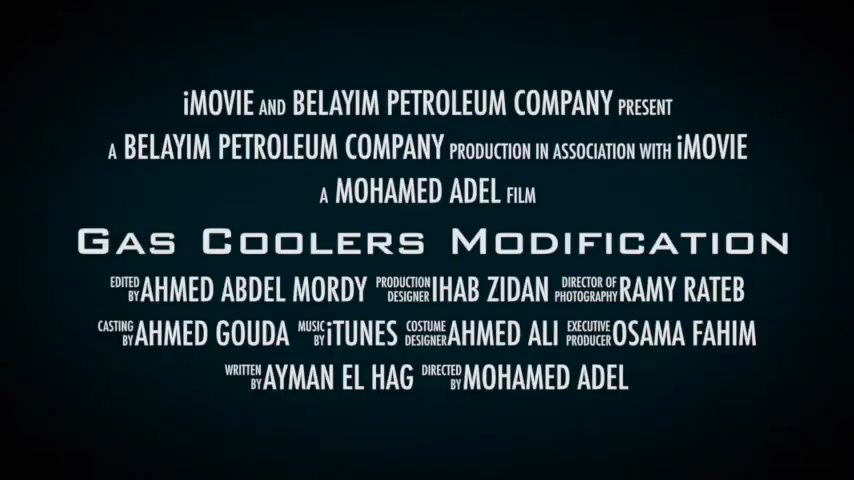 iMOVIE AND BELAYIM PETROLEUM COMPANY PRESENT
A BELAYIM PETROLEUM COMPANY PRODUCTION IN ASSOCIATION WITH iMOVIE
A MOHAMED ADEL FILM
GAS COOLERS MODIFICATION
EDITED BY AHMED ABDEL MORDY PRODUCTION DESIGNER IHAB ZIDAN DIRECTOR OF PHOTOGRAPHY RAMY RATEB
CASTING BY AHMED GOUDA MUSIC BY iTUNES COSTUME DESIGNER AHMED ALI EXECUTIVE PRODUCER OSAMA FAHIM
WRITTEN BY AYMAN EL HAG DIRECTED BY MOHAMED ADEL